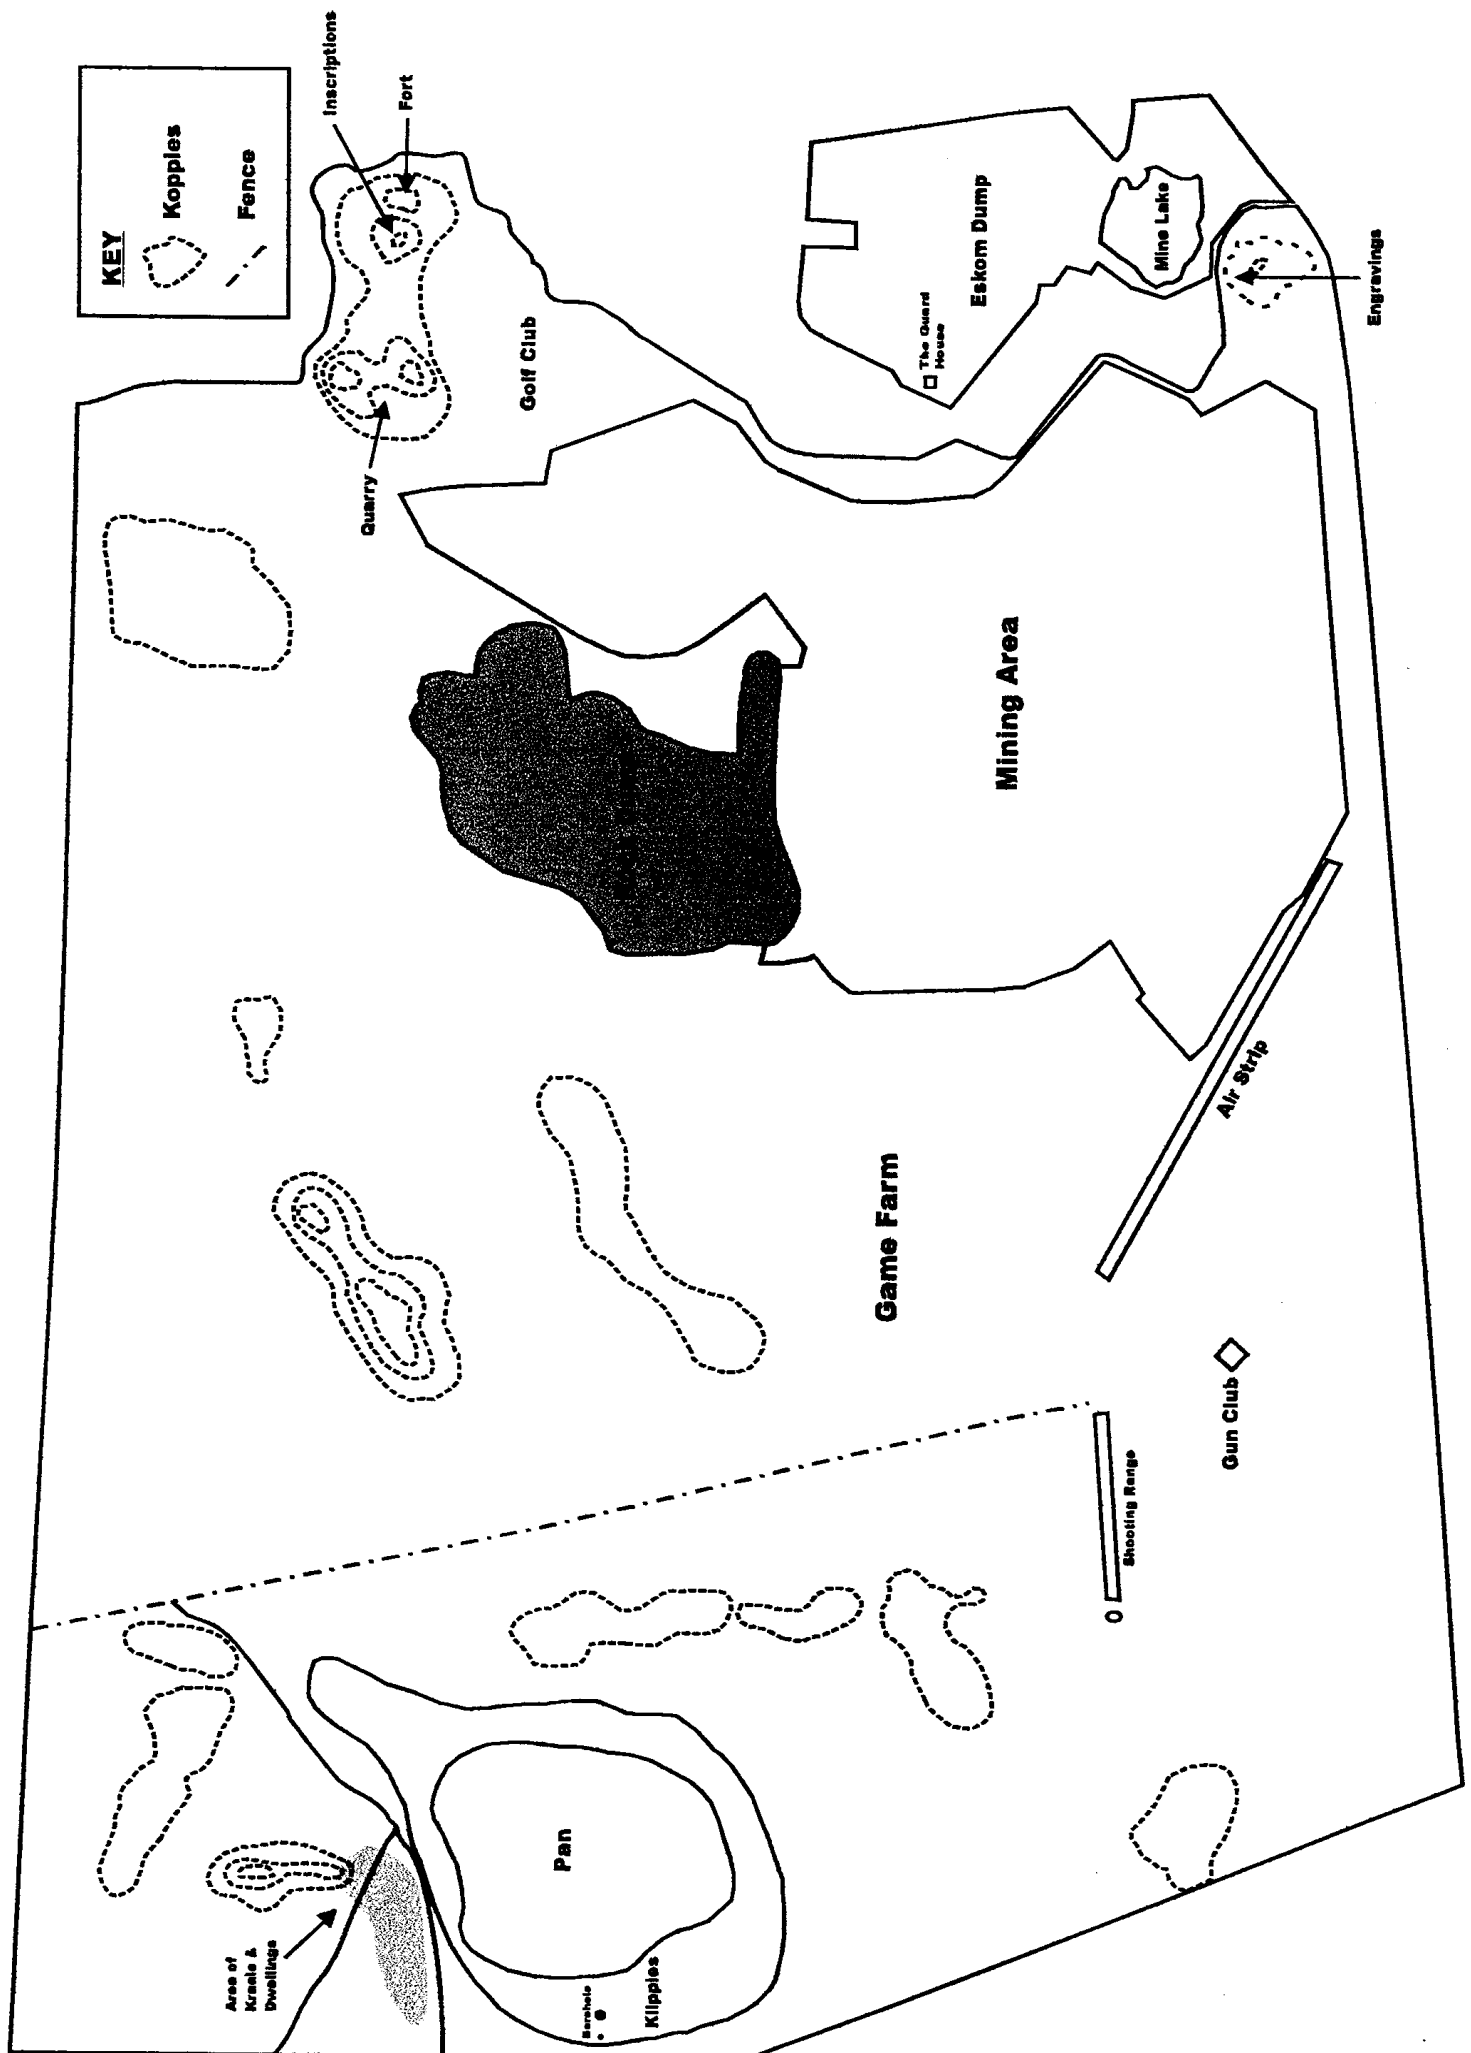 KEY
Kopples
Fence
Inscriptions
Fort
Quarry
Golf Club
Eskom Dump
The Guard
House
Mine Lake
Engravings
Mining Area
Air Strip
Game Farm
Gun Club
Shooting Range
Pan
Area of
Kraals &
Dwellings
Borehole
Klipples